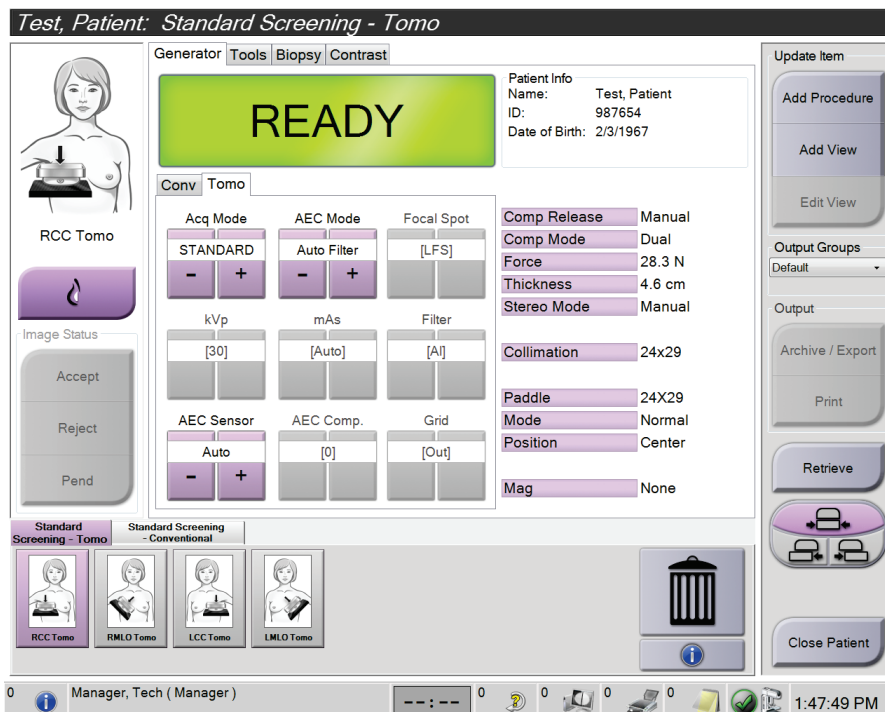 Test, Patient: Standard Screening - Tomo
Generator Tools Biopsy Contrast
READY
Patient Info
Name: Test, Patient
ID: 987654
Date of Birth: 2/3/1967
RCC Tomo
Image Status
Accept
Reject
Pend
Conv Tomo
Acq Mode AEC Mode Focal Spot
STANDARD Auto Filter [LFS]
- + - +
kVp mAs Filter
[30] [Auto] [Al]
AEC Sensor AEC Comp. Grid
Auto [0] [Out]
- +
Comp Release Manual
Comp Mode Dual
Force 28.3 N
Thickness 4.6 cm
Stereo Mode Manual
Collimation 24x29
Paddle 24X29
Mode Normal
Position Center
Mag None
Update Item
Add Procedure
Add View
Edit View
Output Groups
Default
Output
Archive / Export
Print
Retrieve
Close Patient
Standard
Screening - Tomo
Standard Screening
- Conventional
RCC Tomo RMLO Tomo LCC Tomo LMLO Tomo
0 Manager, Tech ( Manager ) --:-- 0 0 0 0 1:47:49 PM